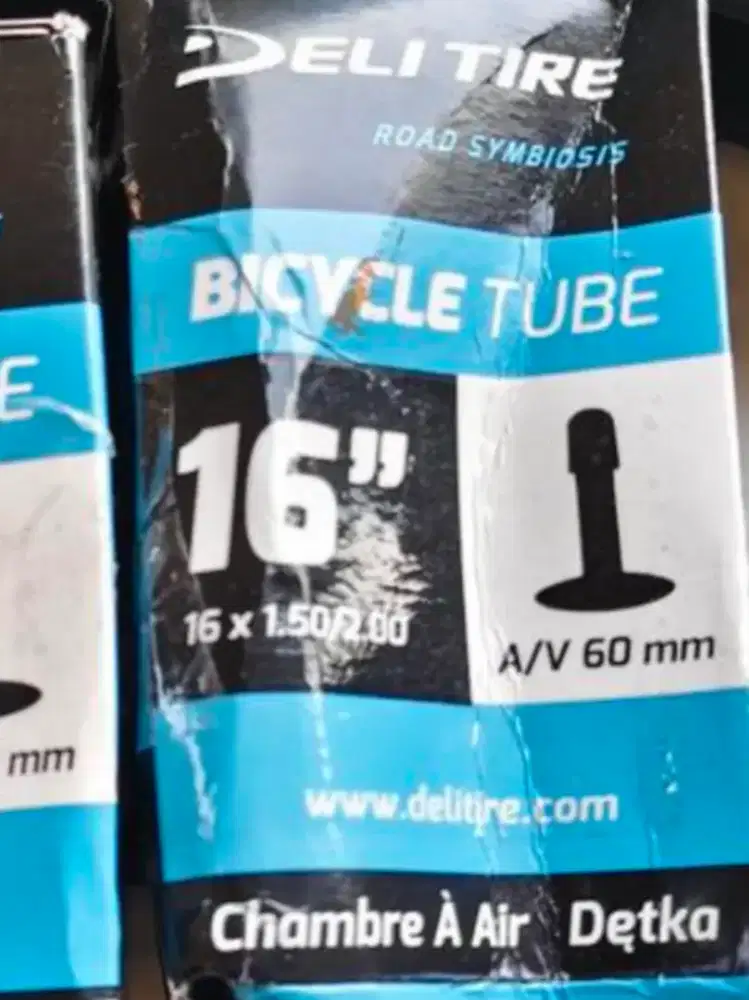 DELI TIRE
ROAD SYMBIOSIS
BICYCLE TUBE
16”
16 x 1.50/2.00
A/V 60 mm
www.delitire.com
Chambre À Air Dętka
E
mm